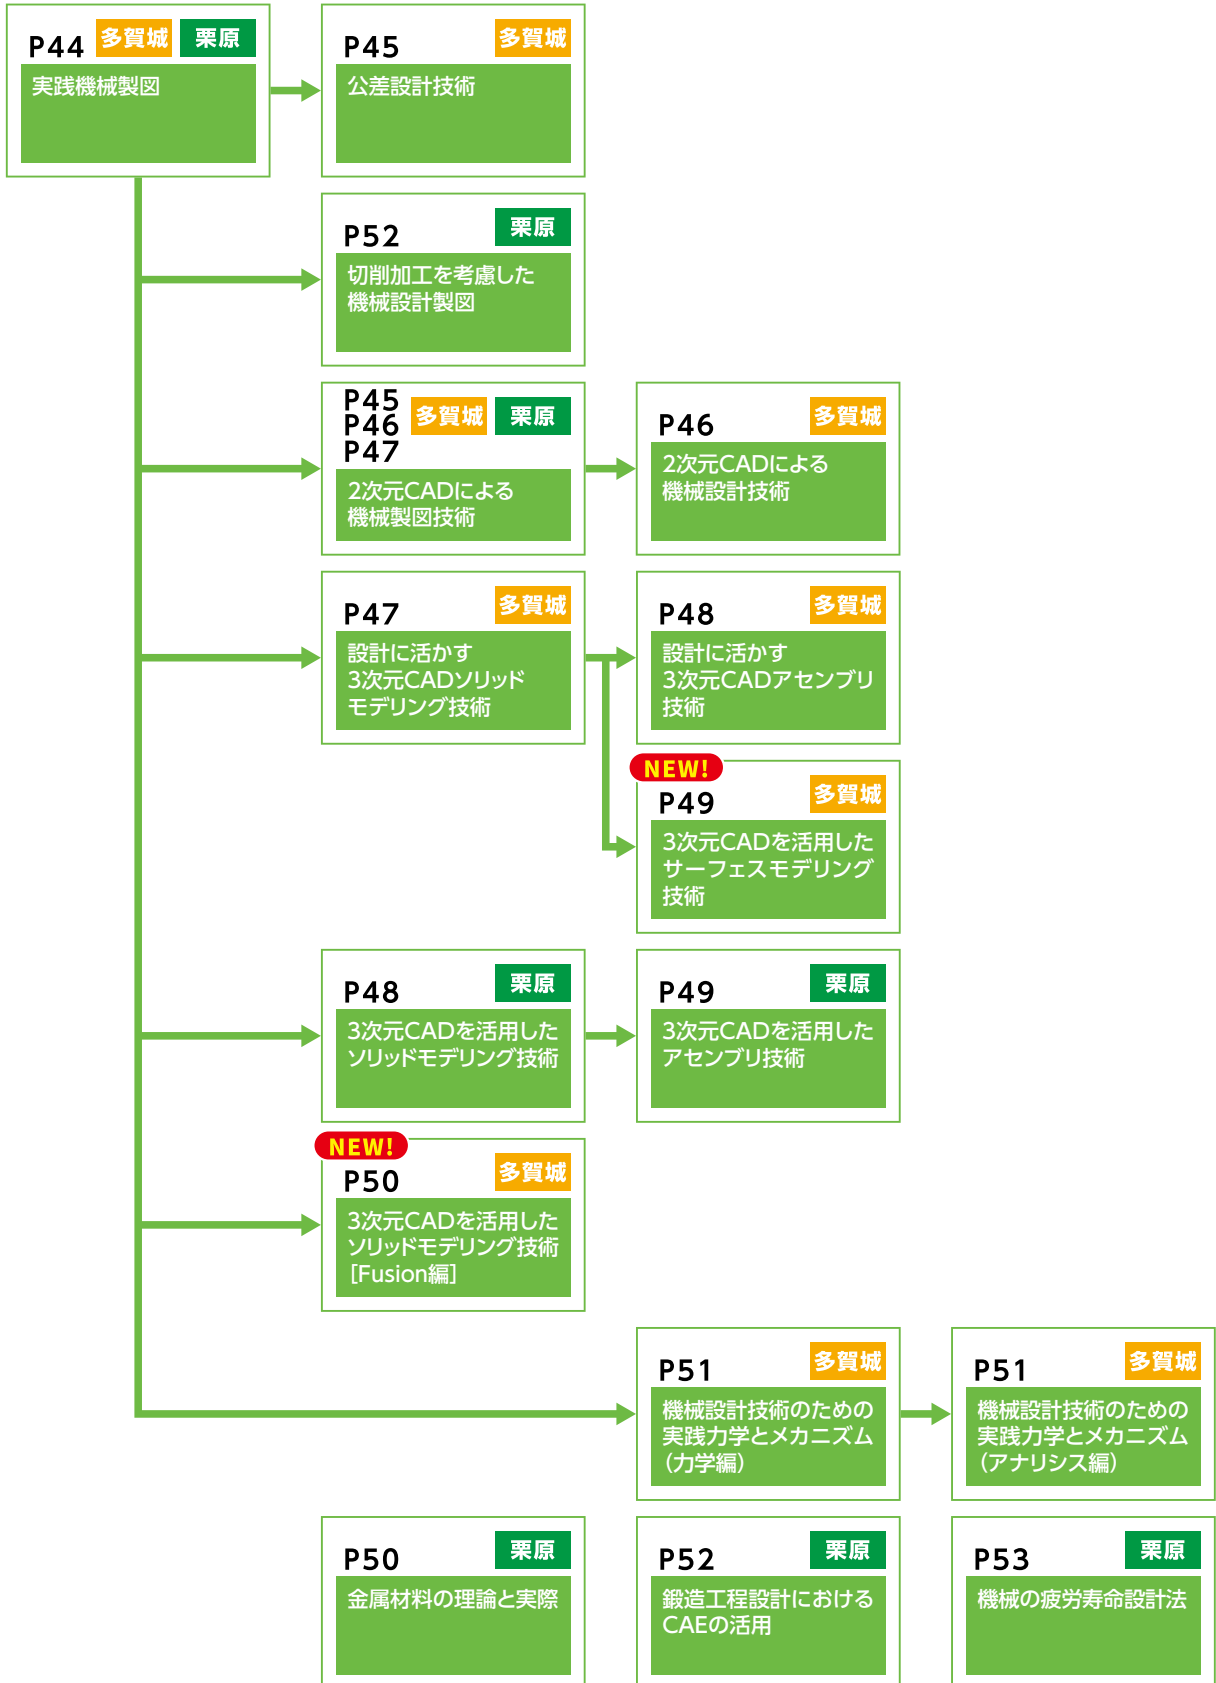 P44 多賀城 栗原
実践機械製図
P45 多賀城
公差設計技術
P52 栗原
切削加工を考慮した
機械設計製図
P45
P46 多賀城 栗原
P47
2次元CADによる
機械製図技術
P46 多賀城
2次元CADによる
機械設計技術
P47 多賀城
設計に活かす
3次元CADソリッド
モデリング技術
P48 多賀城
設計に活かす
3次元CADアセンブリ
技術
NEW!
P49 多賀城
3次元CADを活用した
サーフェスモデリング
技術
P48 栗原
3次元CADを活用した
ソリッドモデリング技術
P49 栗原
3次元CADを活用した
アセンブリ技術
NEW!
P50 多賀城
3次元CADを活用した
ソリッドモデリング技術
［Fusion編］
P51 多賀城
機械設計技術のための
実践力学とメカニズム
（力学編）
P51 多賀城
機械設計技術のための
実践力学とメカニズム
（アナリシス編）
P50 栗原
金属材料の理論と実際
P52 栗原
鍛造工程設計における
CAEの活用
P53 栗原
機械の疲労寿命設計法